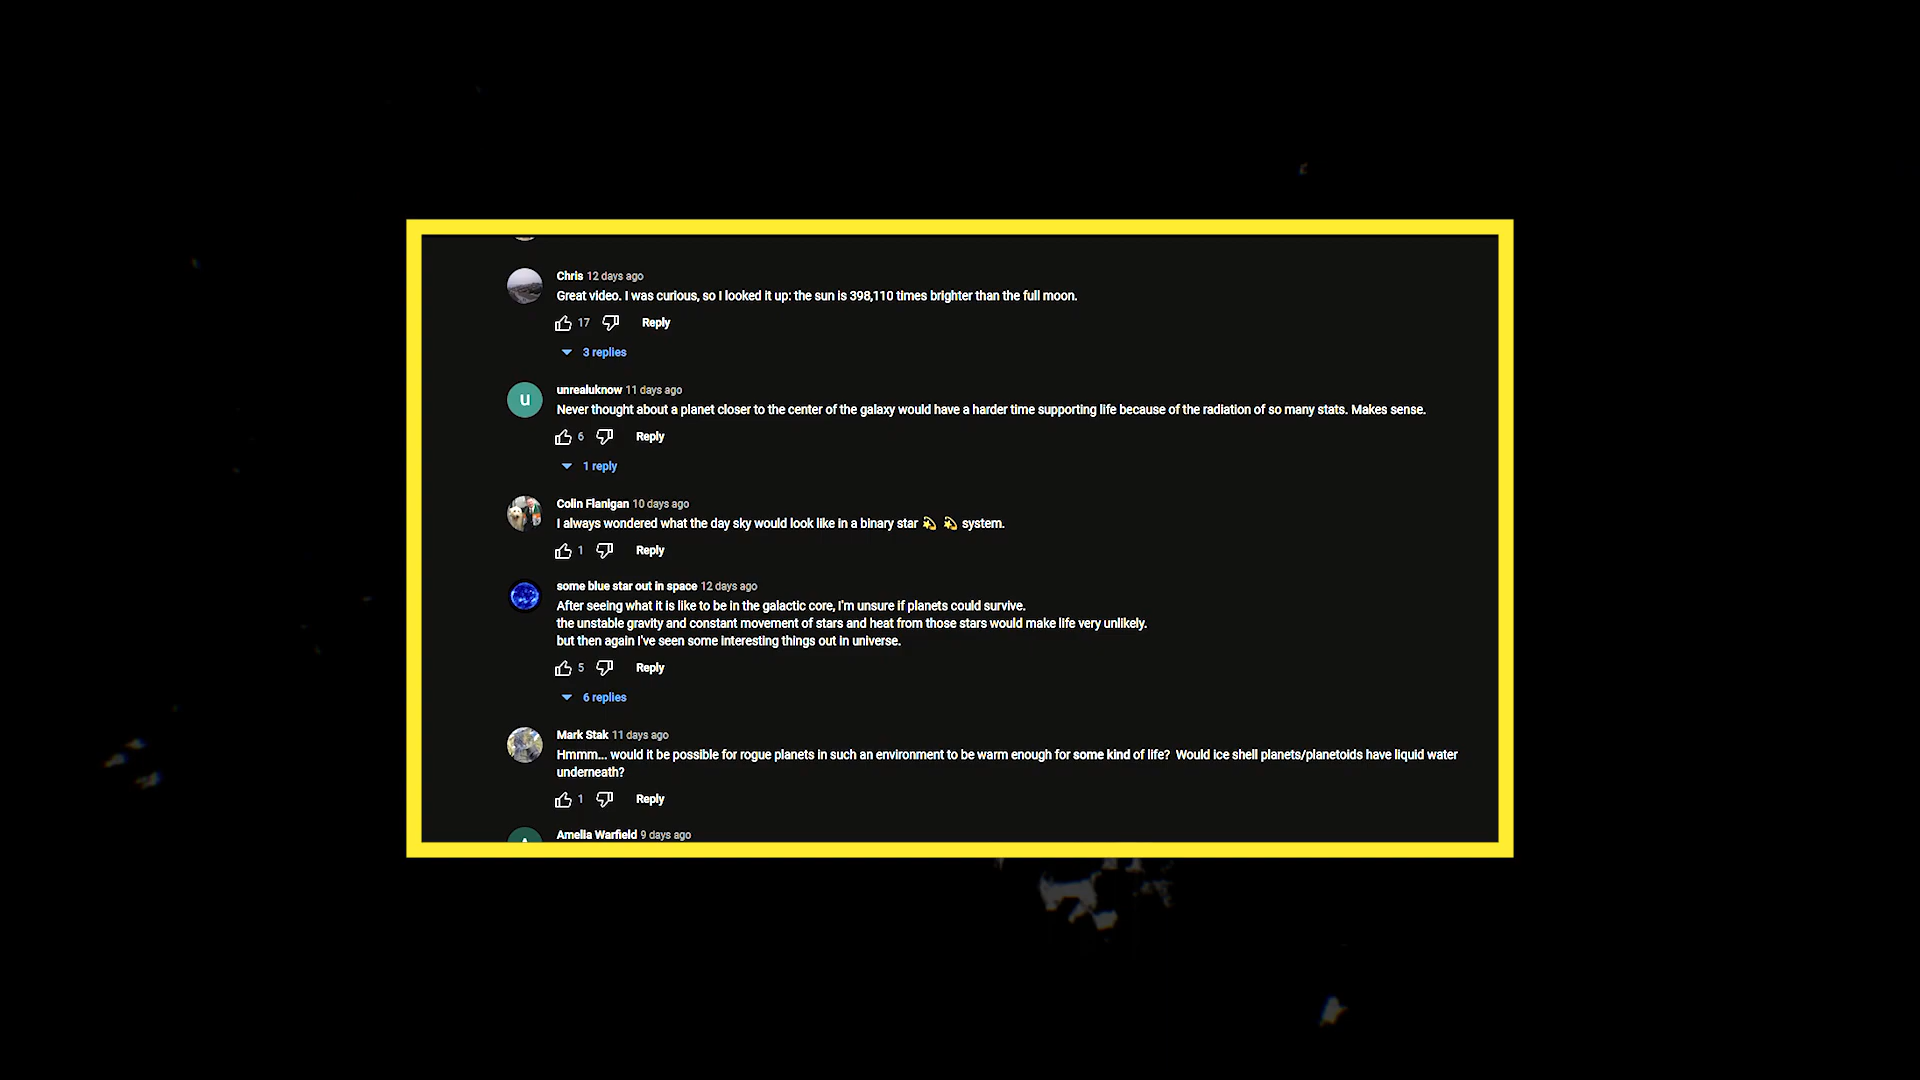 Chris 12 days ago
Great video. I was curious, so I looked it up: the sun is 398,110 times brighter than the full moon.
17 Reply
3 replies
u
unrealuknow 11 days ago
Never thought about a planet closer to the center of the galaxy would have a harder time supporting life because of the radiation of so many stats. Makes sense.
6 Reply
1 reply
Colin Flanigan 10 days ago
I always wondered what the day sky would look like in a binary star 💫 💫 system.
1 Reply
some blue star out in space 12 days ago
After seeing what it is like to be in the galactic core, I'm unsure if planets could survive.
the unstable gravity and constant movement of stars and heat from those stars would make life very unlikely.
but then again I've seen some interesting things out in universe.
5 Reply
6 replies
Mark Stak 11 days ago
Hmmm... would it be possible for rogue planets in such an environment to be warm enough for some kind of life? Would ice shell planets/planetoids have liquid water
underneath?
1 Reply
Amelia Warfield 9 days ago